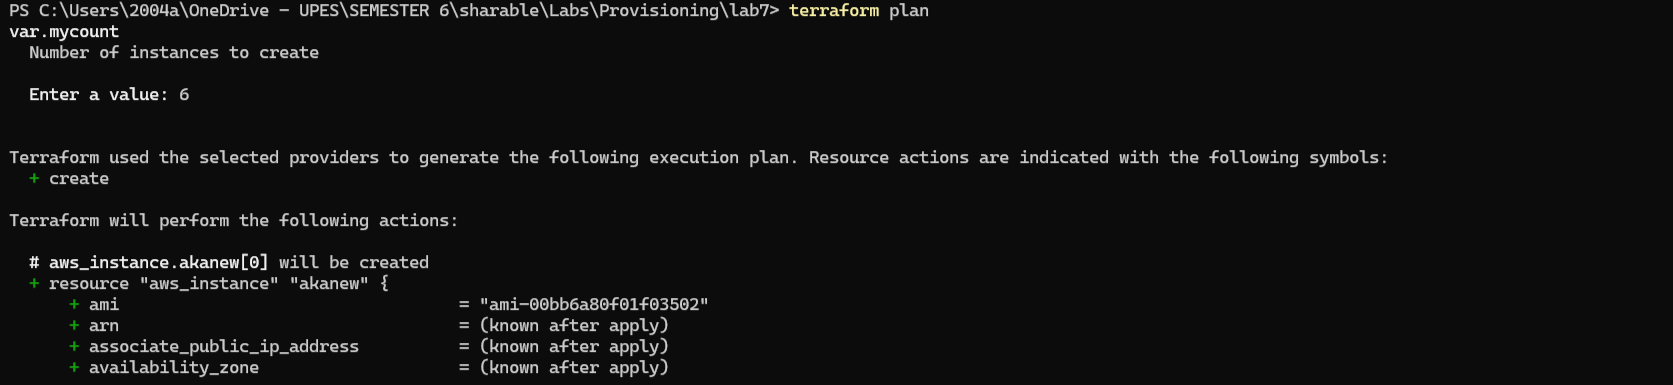 PS C:\Users\2004a\OneDrive - UPES\SEMESTER 6\sharable\Labs\Provisioning\lab7> terraform plan
var.mycount
  Number of instances to create

  Enter a value: 6


Terraform used the selected providers to generate the following execution plan. Resource actions are indicated with the following symbols:
  + create

Terraform will perform the following actions:

  # aws_instance.akanew[0] will be created
  + resource "aws_instance" "akanew" {
      + ami                                  = "ami-00bb6a80f01f03502"
      + arn                                  = (known after apply)
      + associate_public_ip_address          = (known after apply)
      + availability_zone                    = (known after apply)